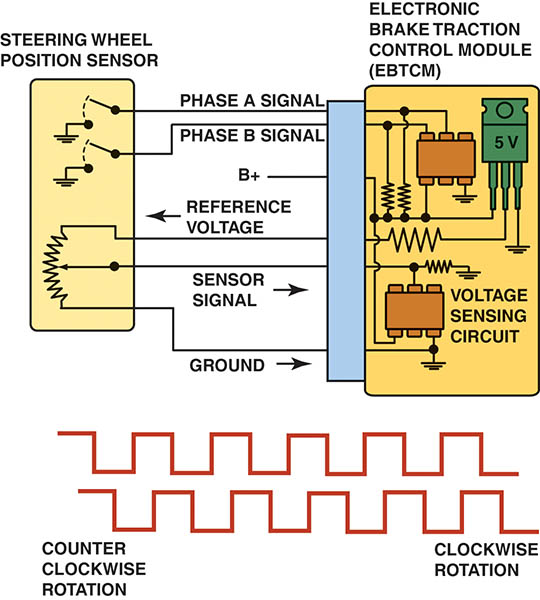 STEERING WHEEL
POSITION SENSOR
ELECTRONIC
BRAKE TRACTION
CONTROL MODULE
(EBTCM)
PHASE A SIGNAL
PHASE B SIGNAL
B+
REFERENCE
VOLTAGE
SENSOR
SIGNAL
GROUND
5 V
VOLTAGE
SENSING
CIRCUIT
COUNTER
CLOCKWISE
ROTATION
CLOCKWISE
ROTATION